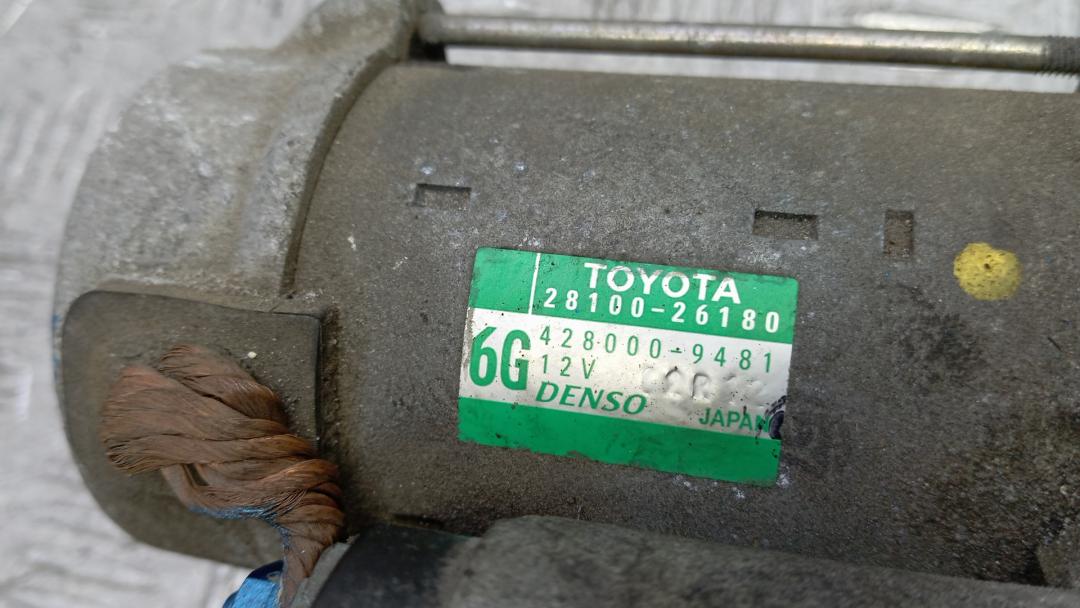 TOYOTA
28100-26180
6G
428000-9481
12V
DENSO
JAPAN